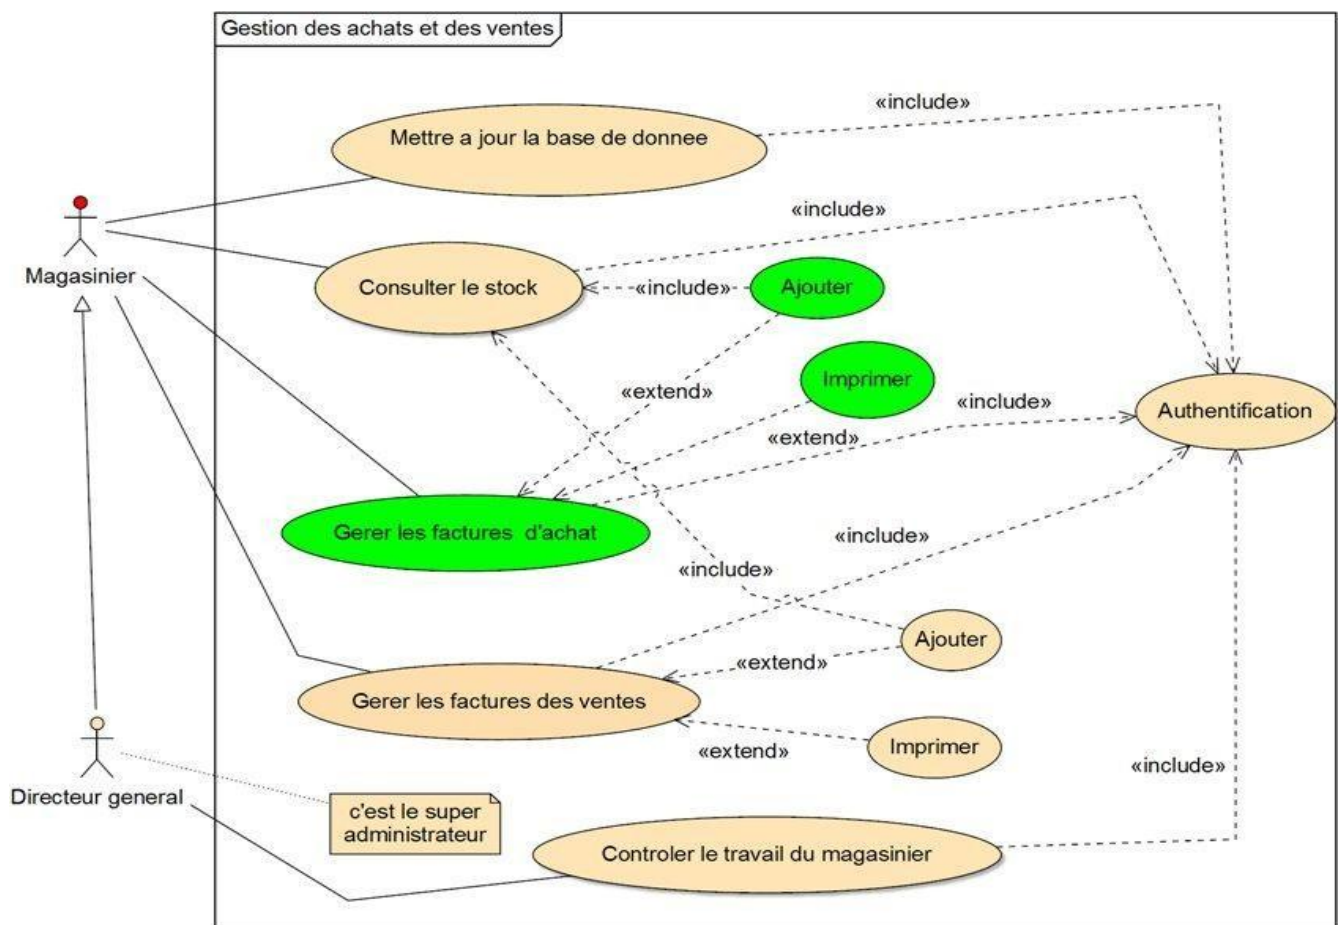 Gestion des achats et des ventes
«include»
Mettre a jour la base de donnee
«include»
Magasinier
Consulter le stock
«include»
Ajouter
«extend»
Imprimer
«include»
Authentification
«extend»
Gerer les factures d'achat
«include»
«include»
Ajouter
«extend»
Gerer les factures des ventes
Imprimer
«extend»
«include»
Directeur general
c'est le super
administrateur
Controler le travail du magasinier